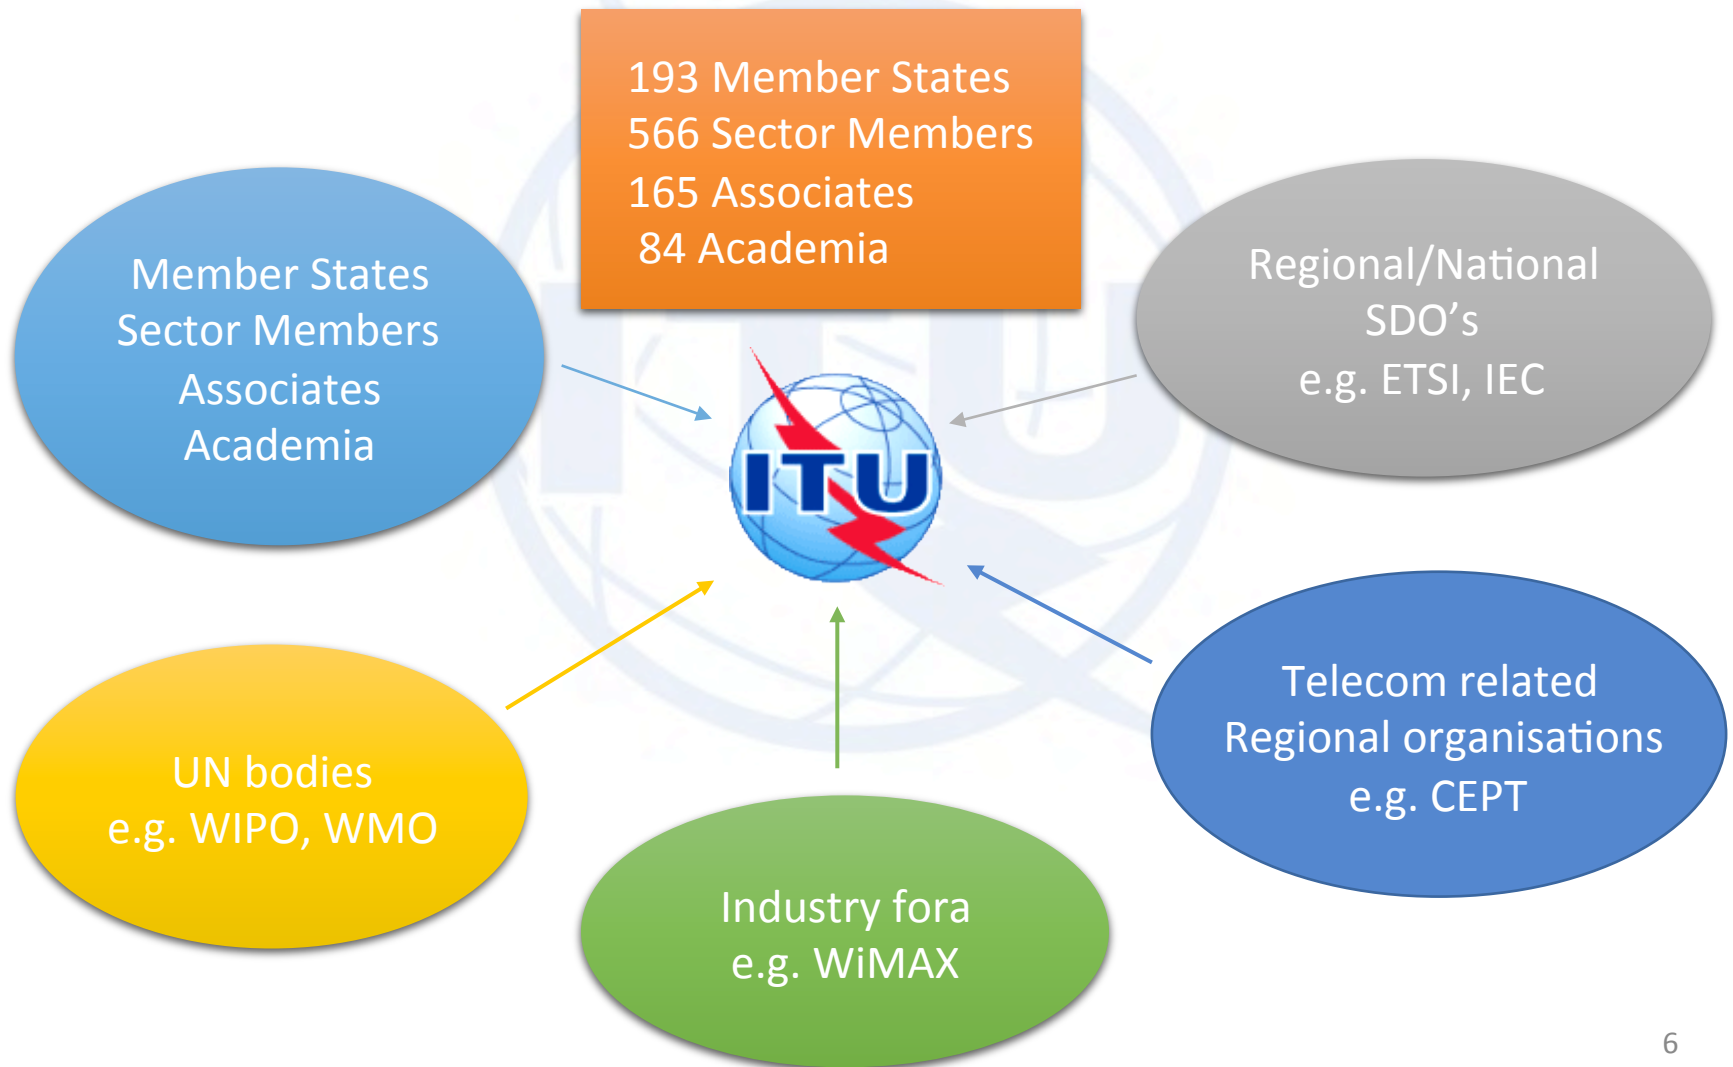 193 Member States
566 Sector Members
165 Associates
84 Academia
Member States
Sector Members
Associates
Academia
Regional/National
SDO’s
e.g. ETSI, IEC
ITU
UN bodies
e.g. WIPO, WMO
Industry fora
e.g. WiMAX
Telecom related
Regional organisations
e.g. CEPT
ITU
6